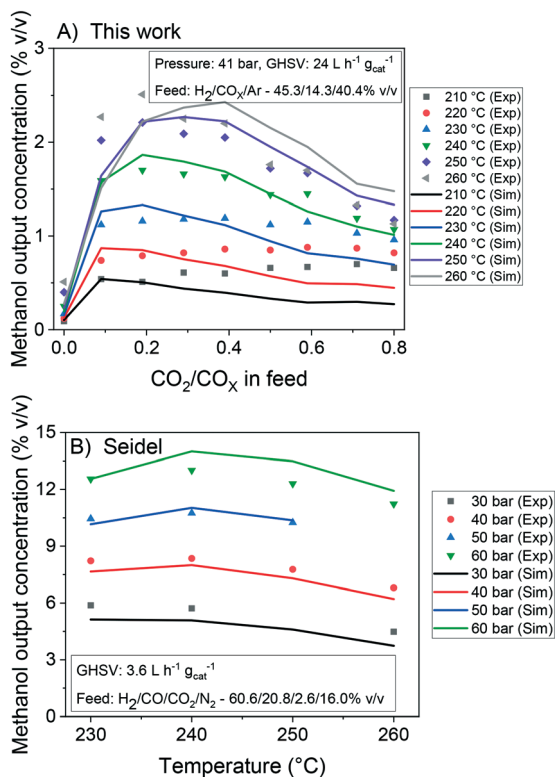 A) This work
Pressure: 41 bar, GHSV: 24 L h⁻¹ g_cat⁻¹
Feed: H₂/COₓ/Ar - 45.3/14.3/40.4% v/v
Methanol output concentration (% v/v)
3
2
1
0
0.0 0.2 0.4 0.6 0.8
CO₂/COₓ in feed
210 °C (Exp)
220 °C (Exp)
230 °C (Exp)
240 °C (Exp)
250 °C (Exp)
260 °C (Exp)
210 °C (Sim)
220 °C (Sim)
230 °C (Sim)
240 °C (Sim)
250 °C (Sim)
260 °C (Sim)
B) Seidel
Methanol output concentration (% v/v)
15
12
9
6
3
0
GHSV: 3.6 L h⁻¹ g_cat⁻¹
Feed: H₂/CO/CO₂/N₂ - 60.6/20.8/2.6/16.0% v/v
230 240 250 260
Temperature (°C)
30 bar (Exp)
40 bar (Exp)
50 bar (Exp)
60 bar (Exp)
30 bar (Sim)
40 bar (Sim)
50 bar (Sim)
60 bar (Sim)